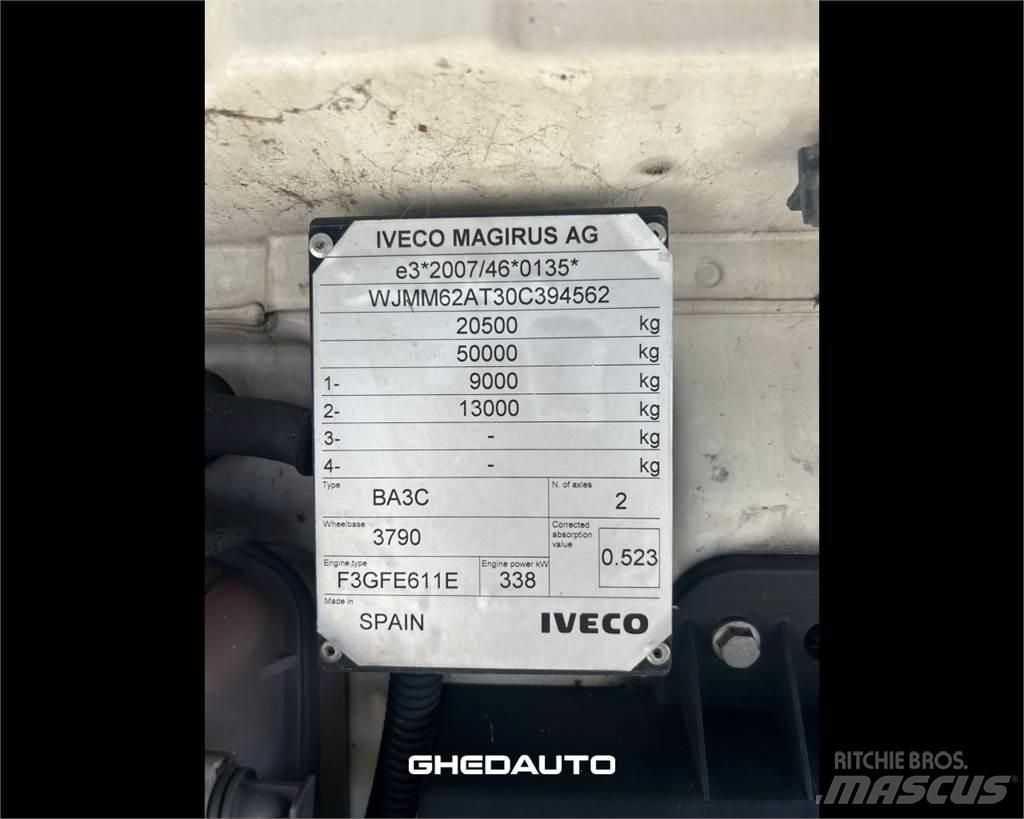 IVECO MAGIRUS AG
e3*2007/46*0135*
WJMM62AT30C394562
20500 kg
50000 kg
1- 9000 kg
2- 13000 kg
3- - kg
4- - kg
Type BA3C N. of axles 2
Wheelbase 3790 Corrected absorption value 0.523
Engine type F3GFE611E Engine power kW 338
Made in SPAIN IVECO
GHEDAUTO
RITCHIE BROS.
MASCUS